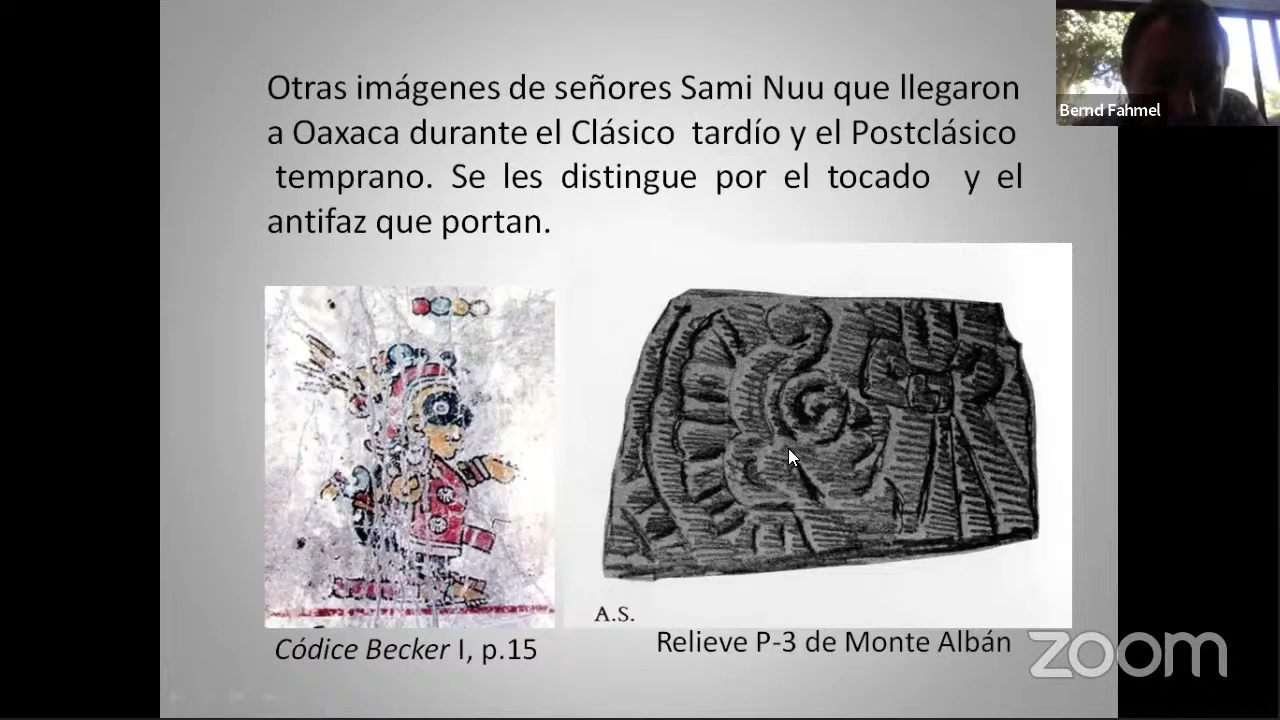 Otras imágenes de señores Sami Nuu que llegaron
a Oaxaca durante el Clásico tardío y el Postclásico
temprano. Se les distingue por el tocado y el
antifaz que portan.
Bernd Fahmel
A.S.
Códice Becker I, p.15
Relieve P-3 de Monte Albán
zoom